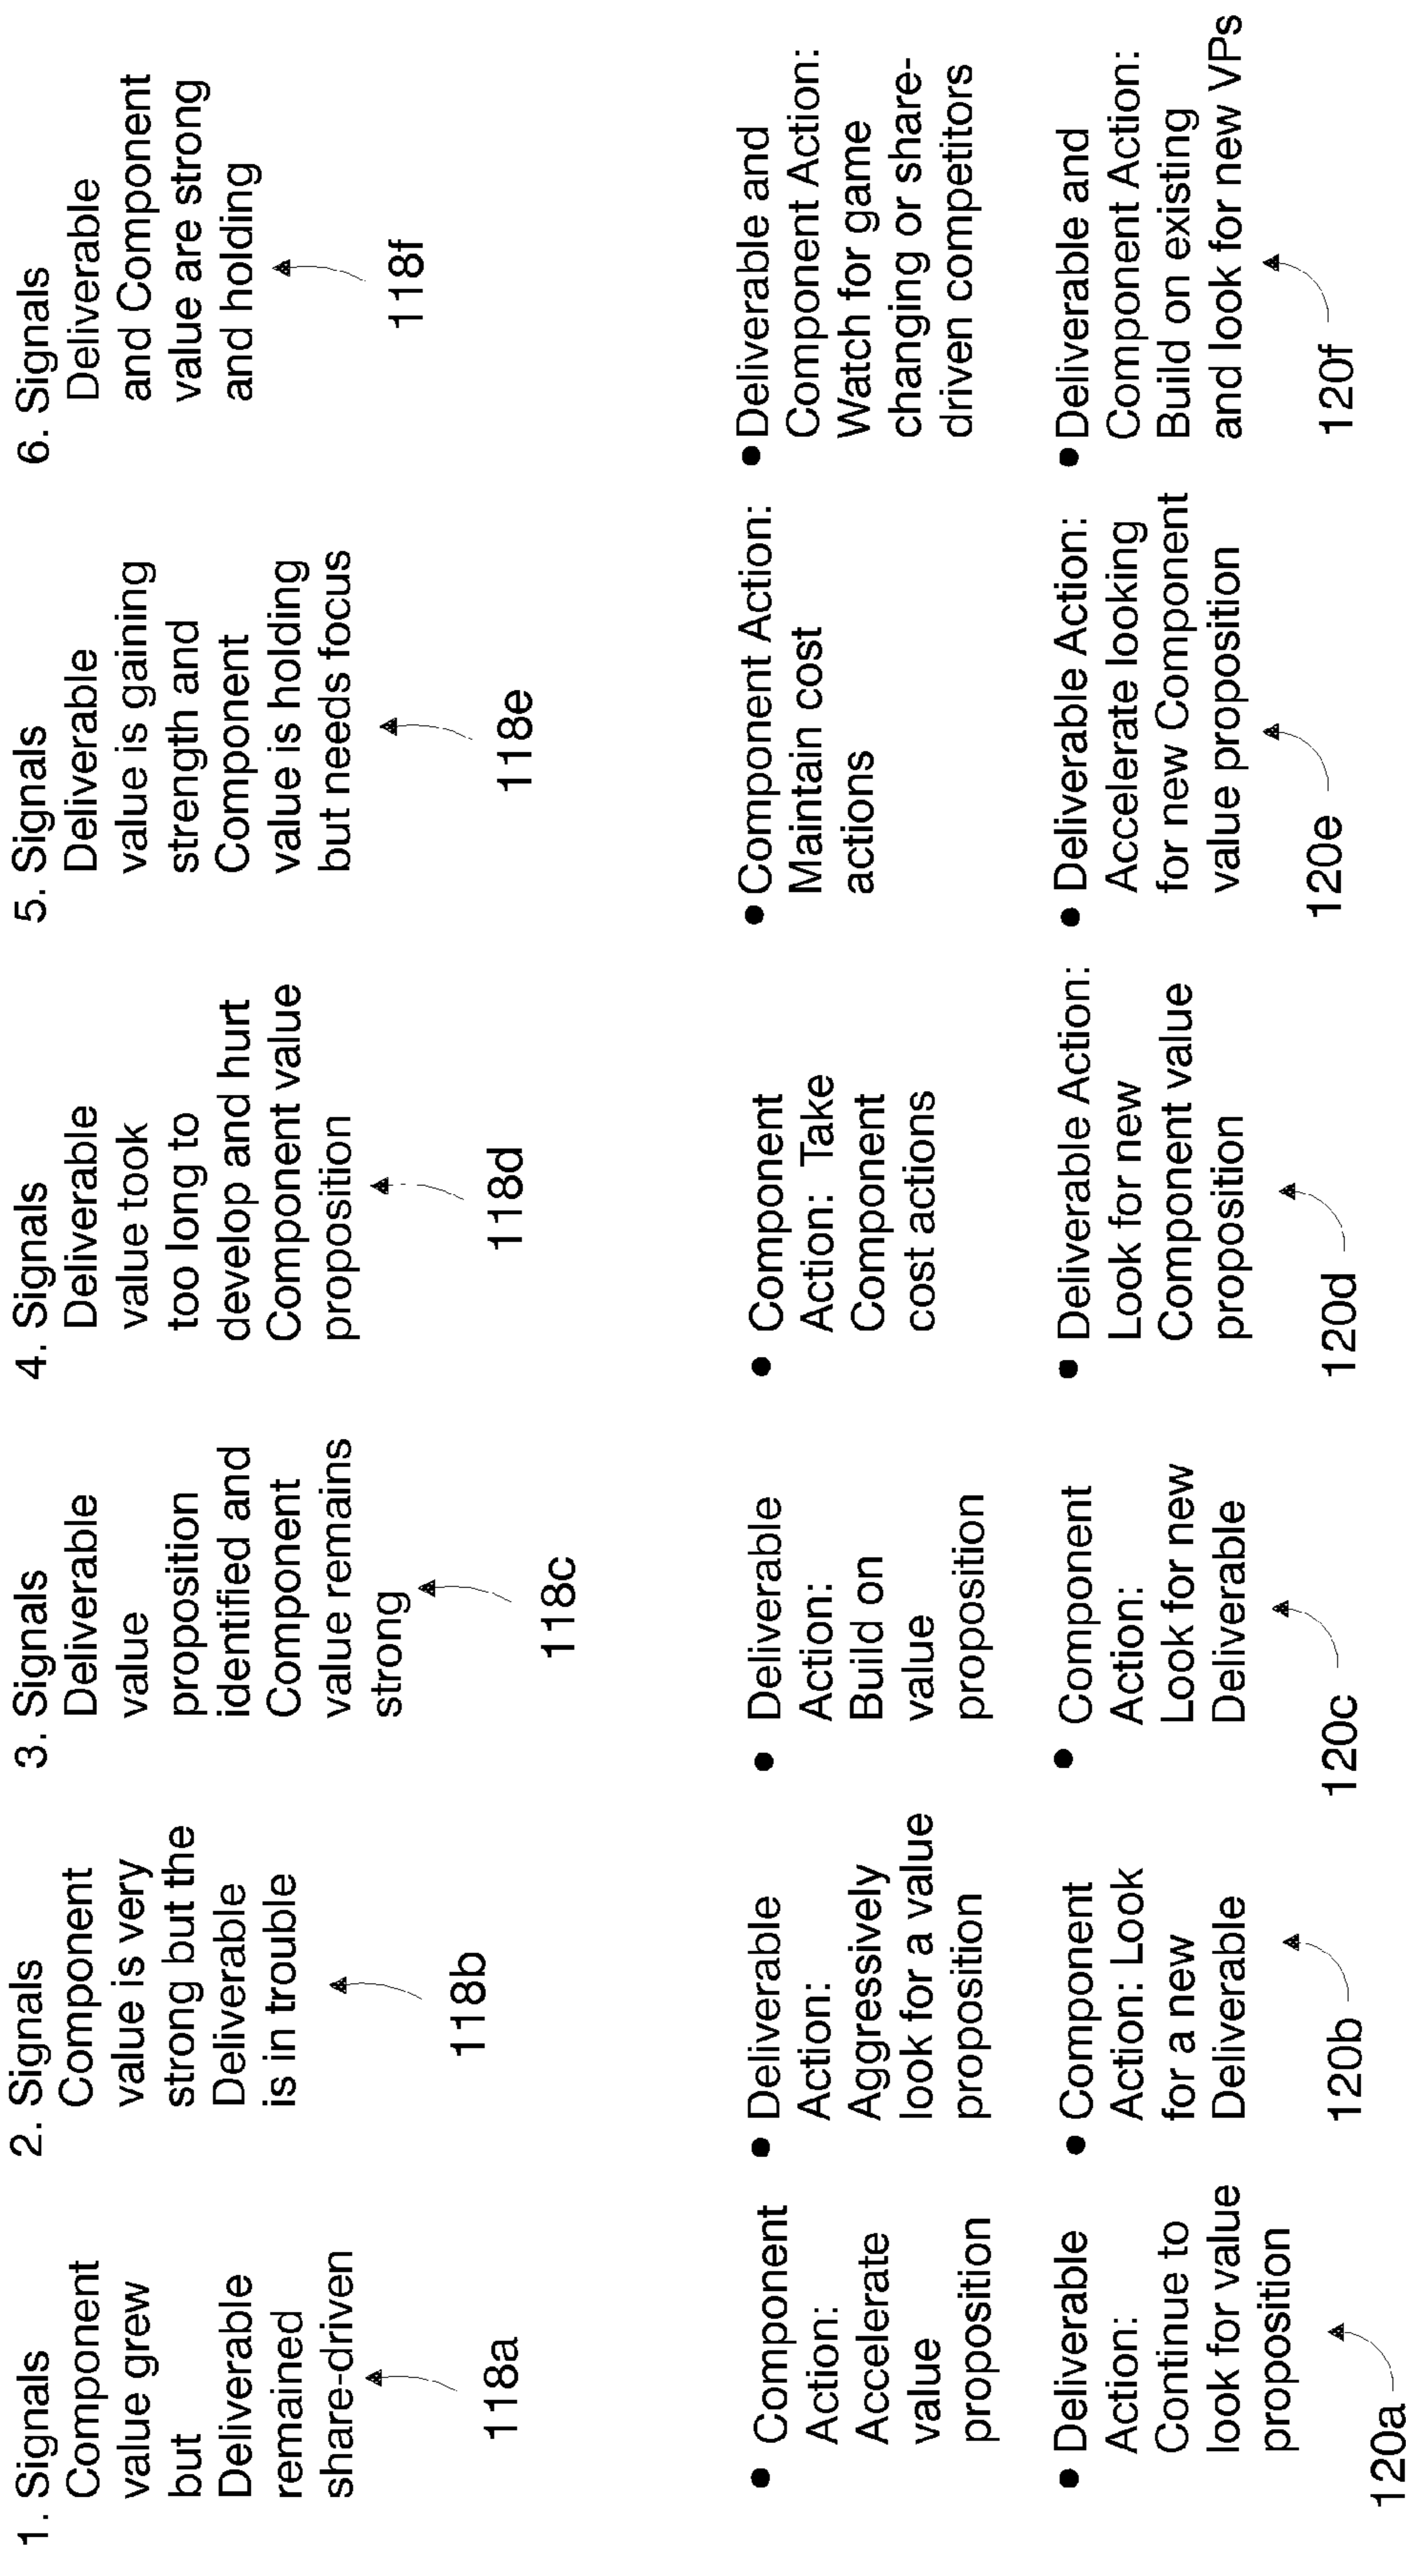 1. Signals
Component
value grew
but
Deliverable
remained
share-driven
118a
2. Signals
Component
value is very
strong but the
Deliverable
is in trouble
118b
3. Signals
Deliverable
value
proposition
identified and
Component
value remains
strong
118c
4. Signals
Deliverable
value took
too long to
develop and hurt
Component value
proposition
118d
5. Signals
Deliverable
value is gaining
strength and
Component
value is holding
but needs focus
118e
6. Signals
Deliverable
and Component
value are strong
and holding
118f
● Component
Action:
Accelerate
value
proposition
● Deliverable
Action:
Continue to
look for value
proposition
120a
● Deliverable
Action:
Aggressively
look for a value
proposition
● Component
Action: Look
for a new
Deliverable
120b
● Deliverable
Action:
Build on
value
proposition
● Component
Action:
Look for new
Deliverable
120c
● Component
Action: Take
Component
cost actions
● Deliverable Action:
Look for new
Component value
proposition
120d
● Component Action:
Maintain cost
actions
● Deliverable Action:
Accelerate looking
for new Component
value proposition
120e
● Deliverable and
Component Action:
Watch for game
changing or share-
driven competitors
● Deliverable and
Component Action:
Build on existing
and look for new VPs
120f